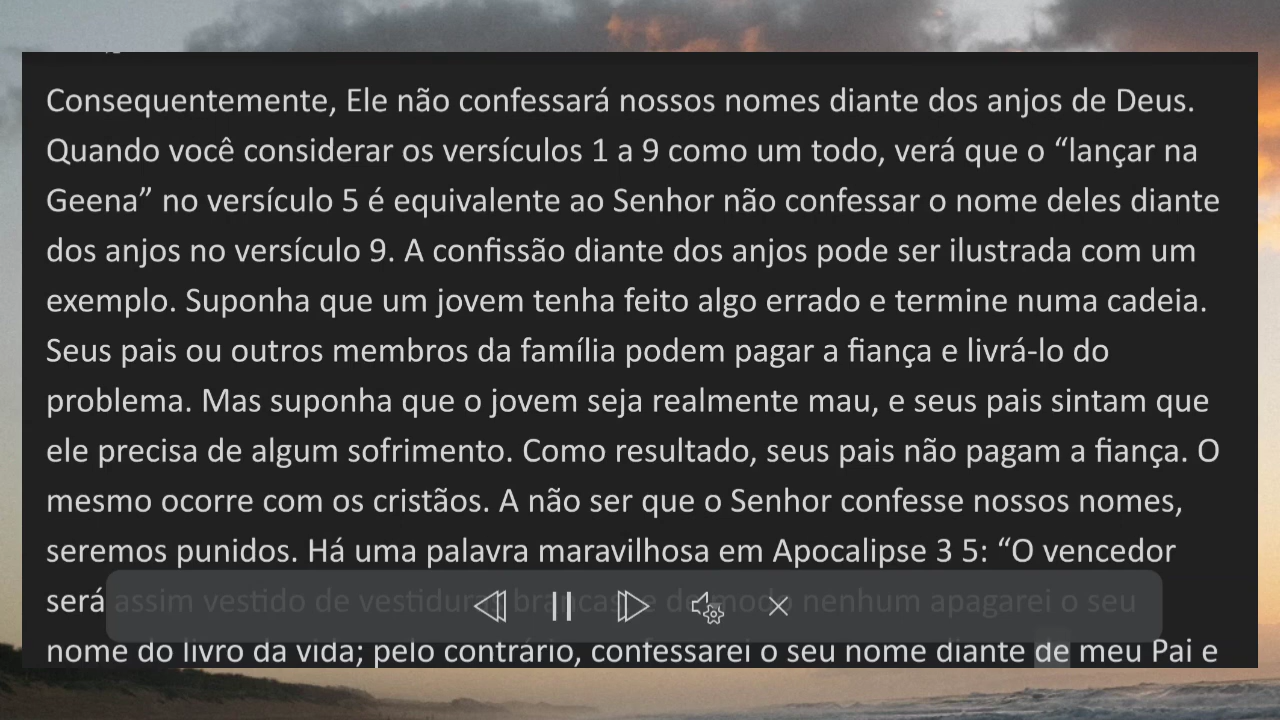 Consequentemente, Ele não confessará nossos nomes diante dos anjos de Deus.
Quando você considerar os versículos 1 a 9 como um todo, verá que o “lançar na
Geena” no versículo 5 é equivalente ao Senhor não confessar o nome deles diante
dos anjos no versículo 9. A confissão diante dos anjos pode ser ilustrada com um
exemplo. Suponha que um jovem tenha feito algo errado e termine numa cadeia.
Seus pais ou outros membros da família podem pagar a fiança e livrá-lo do
problema. Mas suponha que o jovem seja realmente mau, e seus pais sintam que
ele precisa de algum sofrimento. Como resultado, seus pais não pagam a fiança. O
mesmo ocorre com os cristãos. A não ser que o Senhor confesse nossos nomes,
seremos punidos. Há uma palavra maravilhosa em Apocalipse 3 5: “O vencedor
será assim vestido de vestiduras brancas, e de modo nenhum apagarei o seu
nome do livro da vida; pelo contrário, confessarei o seu nome diante de meu Pai e